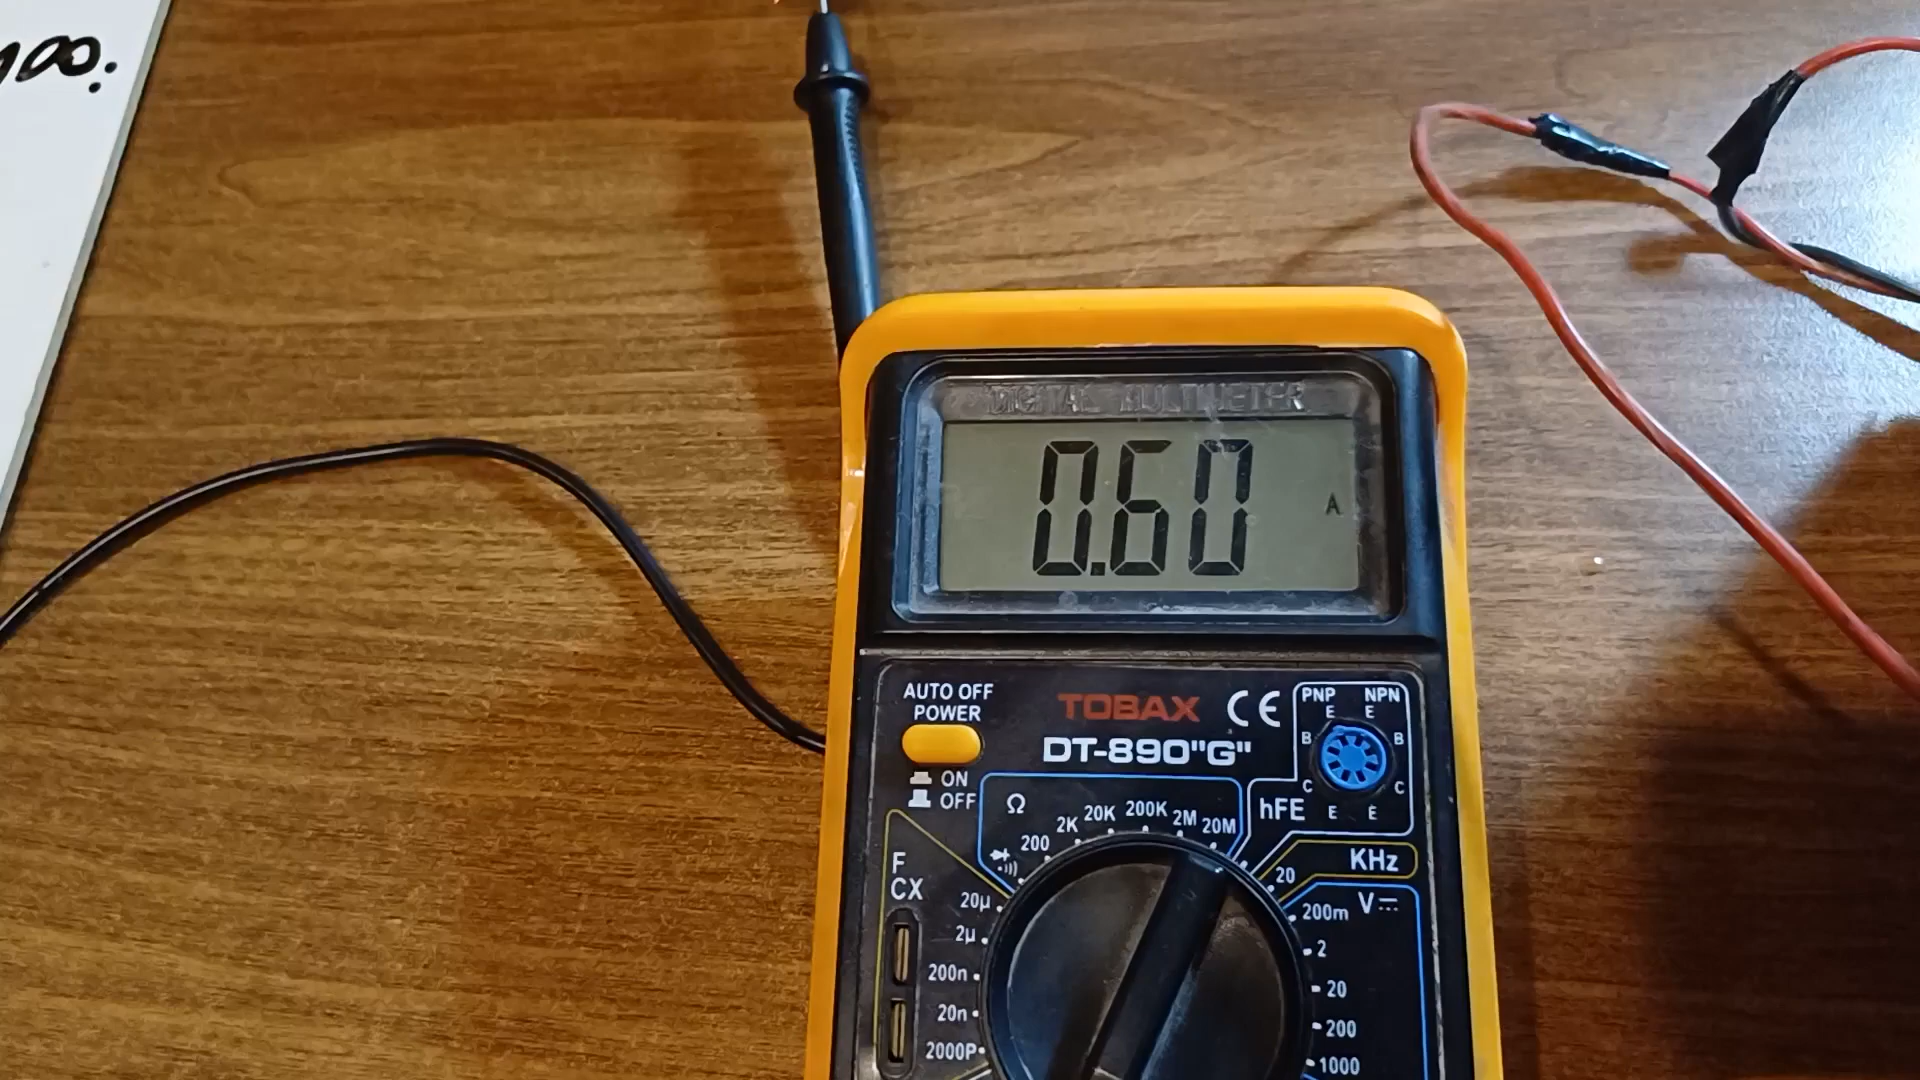 100.
DIGITAL MULTIMETER
0.60 A
AUTO OFF
POWER
ON
OFF
TOBAX CE
DT-890"G"
PNP NPN
E E
B B
C C
E E
hFE
Ω
200
2K
20K
200K
2M
20M
KHz
20
F
CX
20µ
2µ
200n
20n
2000P
V
200m
2
20
200
1000